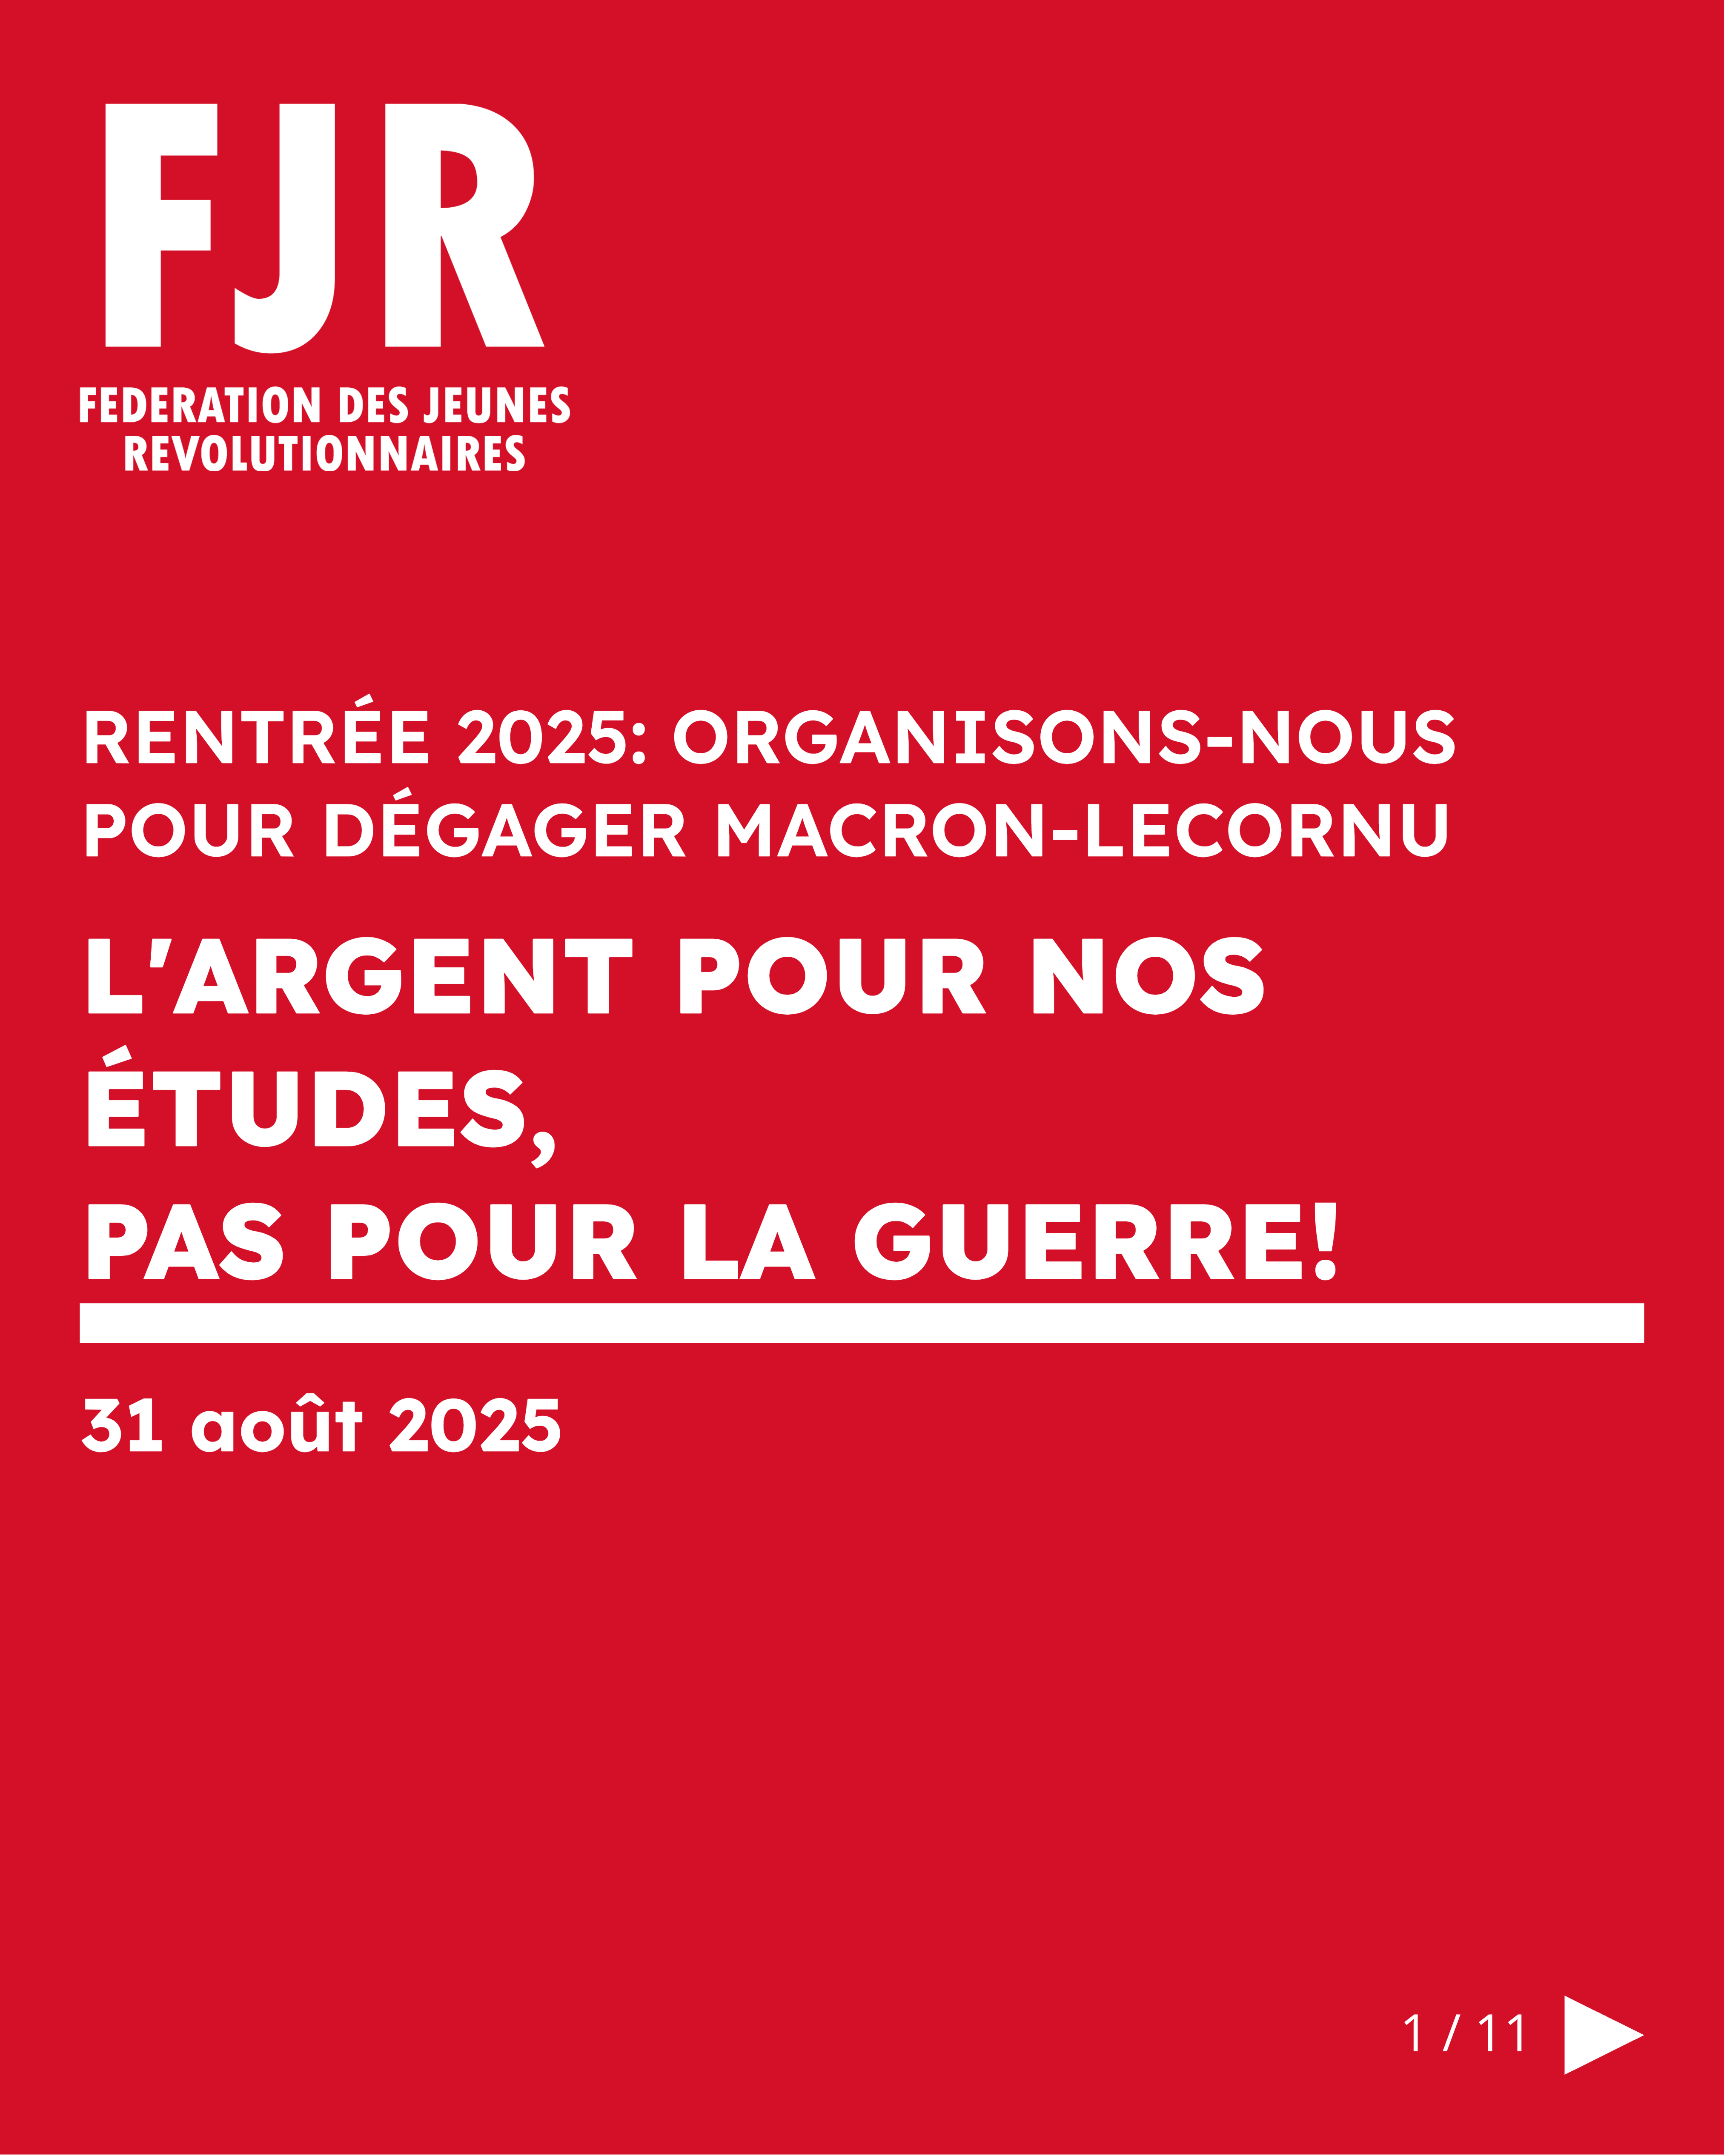 FJR
FEDERATION DES JEUNES
REVOLUTIONNAIRES
RENTRÉE 2025: ORGANISONS-NOUS
POUR DÉGAGER MACRON-LECORNU
L'ARGENT POUR NOS
ÉTUDES,
PAS POUR LA GUERRE!
31 août 2025
1 / 11